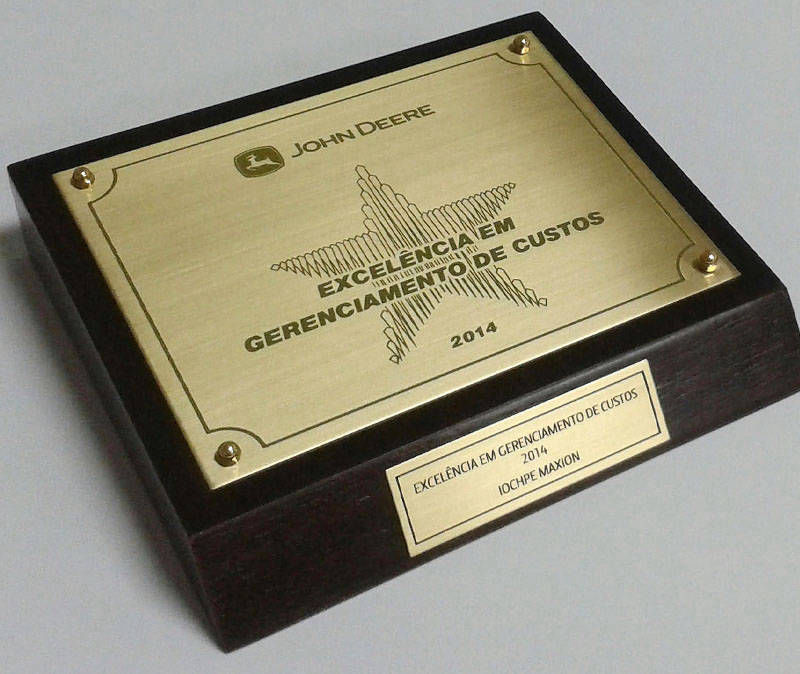 JOHN DEERE
EXCELÊNCIA EM
GERENCIAMENTO DE CUSTOS
2014
EXCELÊNCIA EM GERENCIAMENTO DE CUSTOS
2014
IOCHPE MAXION